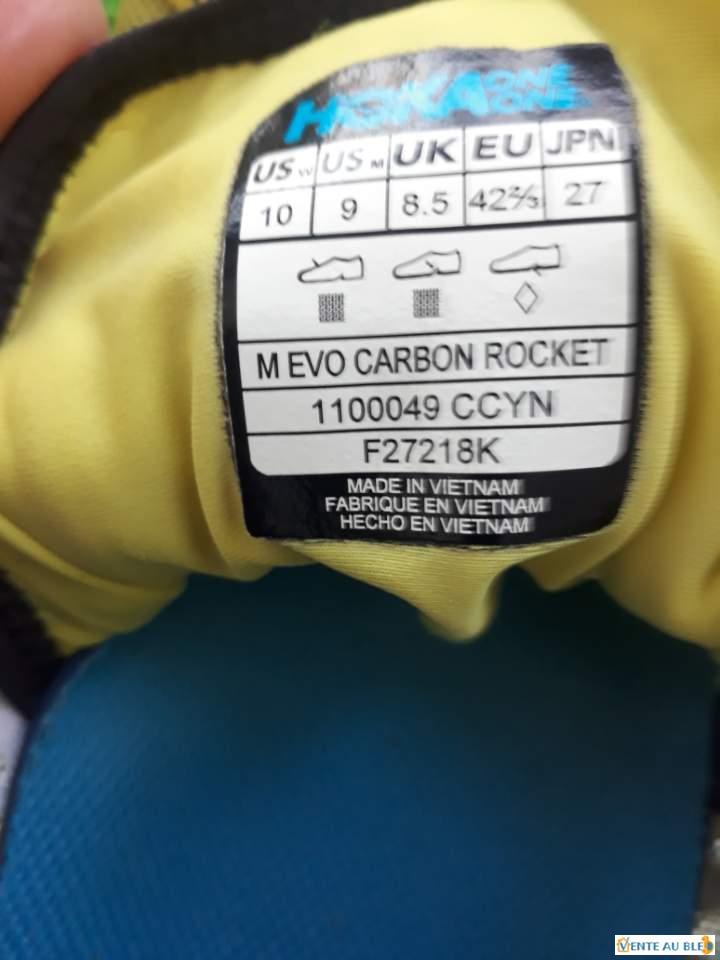 HOKA ONE ONE
US W US M UK EU JPN
10 9 8.5 42⅔ 27
M EVO CARBON ROCKET
1100049 CCYN
F27218K
MADE IN VIETNAM
FABRIQUE EN VIETNAM
HECHO EN VIETNAM
VENTE AU BLE